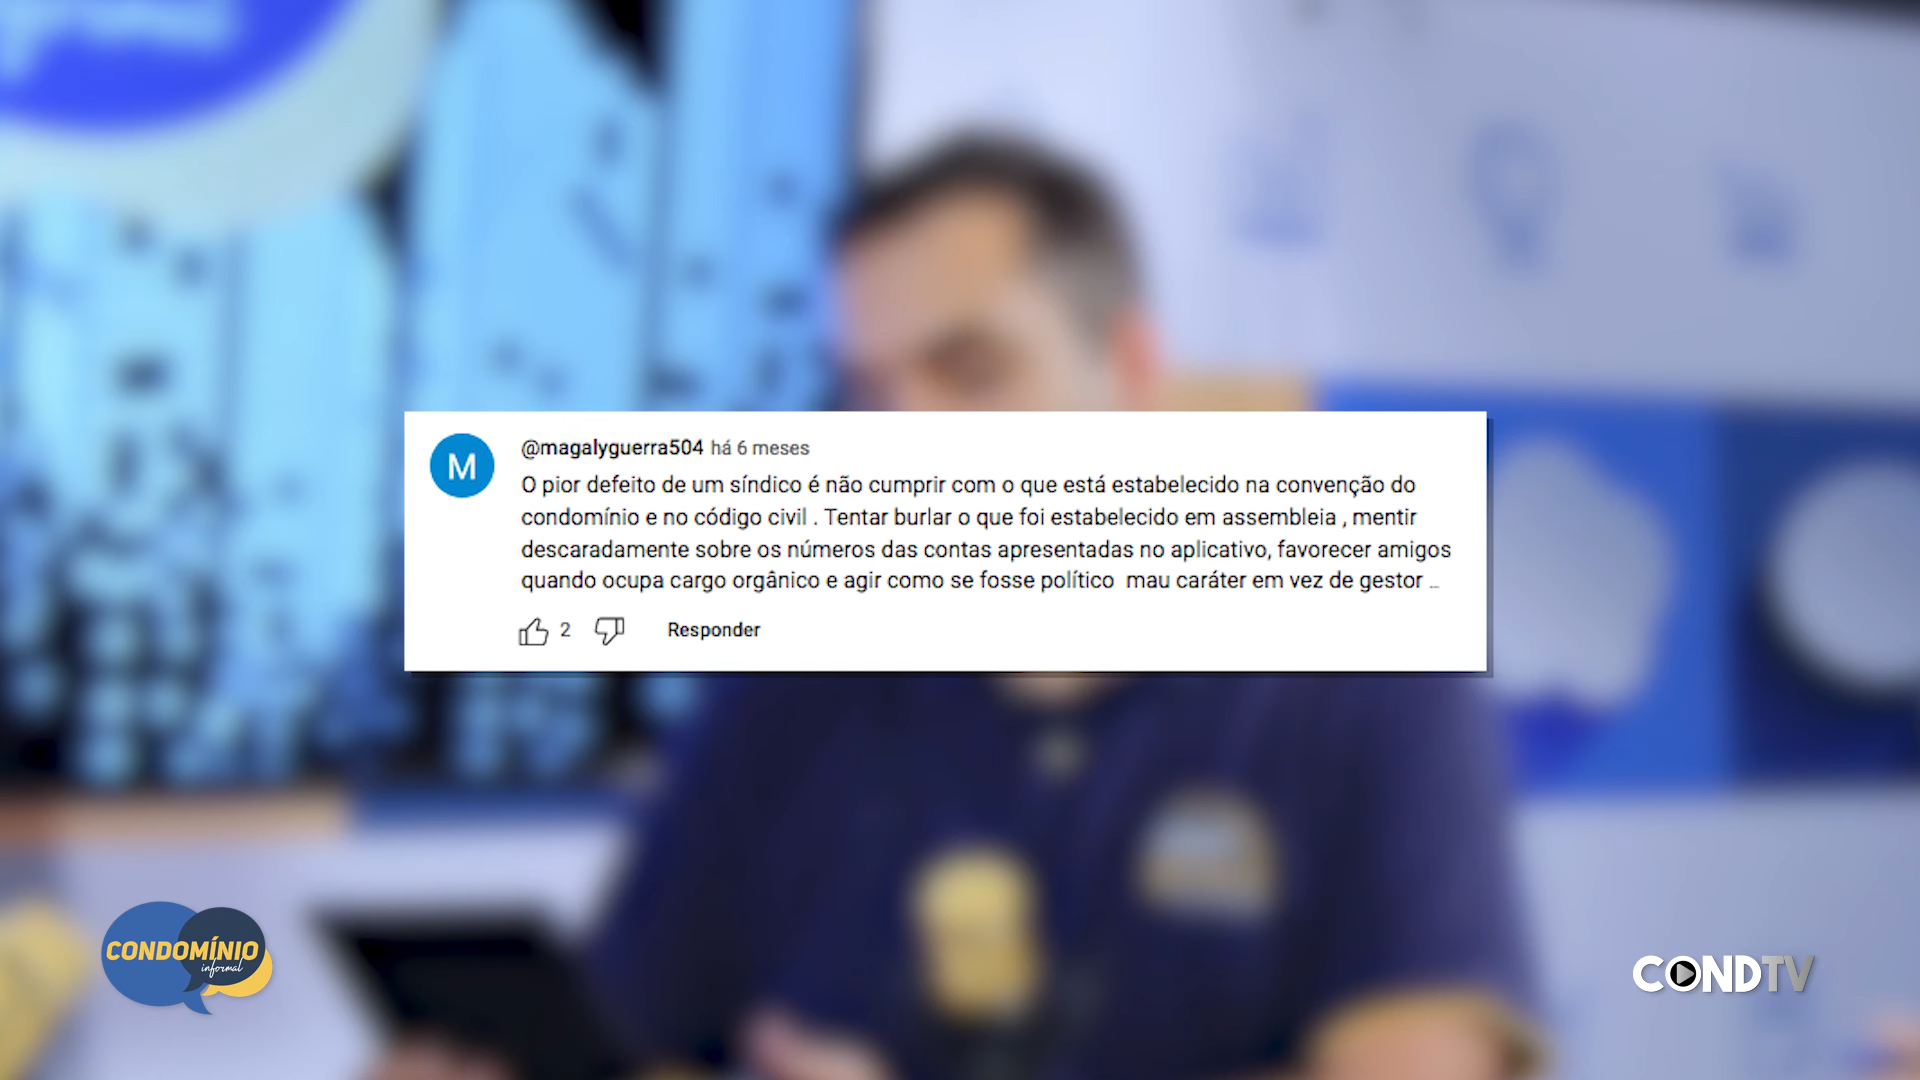 M
@magalyguerra504 há 6 meses
O pior defeito de um síndico é não cumprir com o que está estabelecido na convenção do
condomínio e no código civil . Tentar burlar o que foi estabelecido em assembleia , mentir
descaradamente sobre os números das contas apresentadas no aplicativo, favorecer amigos
quando ocupa cargo orgânico e agir como se fosse político  mau caráter em vez de gestor ...
2
Responder
CONDOMÍNIO
informal
CONDTV